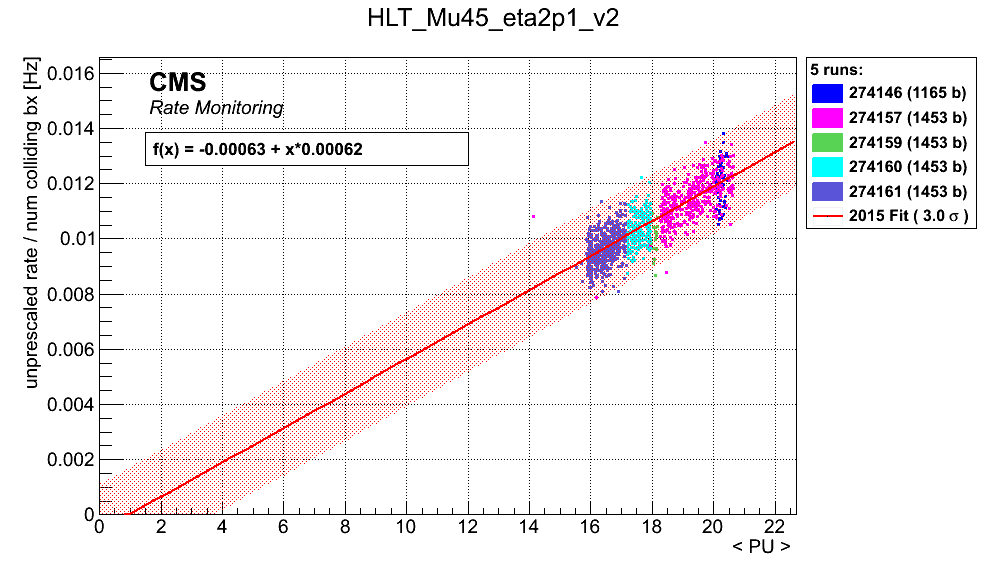 HLT_Mu45_eta2p1_v2
unprescaled rate / num colliding bx [Hz]
CMS
Rate Monitoring
f(x) = -0.00063 + x*0.00062
0.016
0.014
0.012
0.01
0.008
0.006
0.004
0.002
0
0 2 4 6 8 10 12 14 16 18 20 22
< PU >
5 runs:
274146 (1165 b)
274157 (1453 b)
274159 (1453 b)
274160 (1453 b)
274161 (1453 b)
2015 Fit ( 3.0 σ )